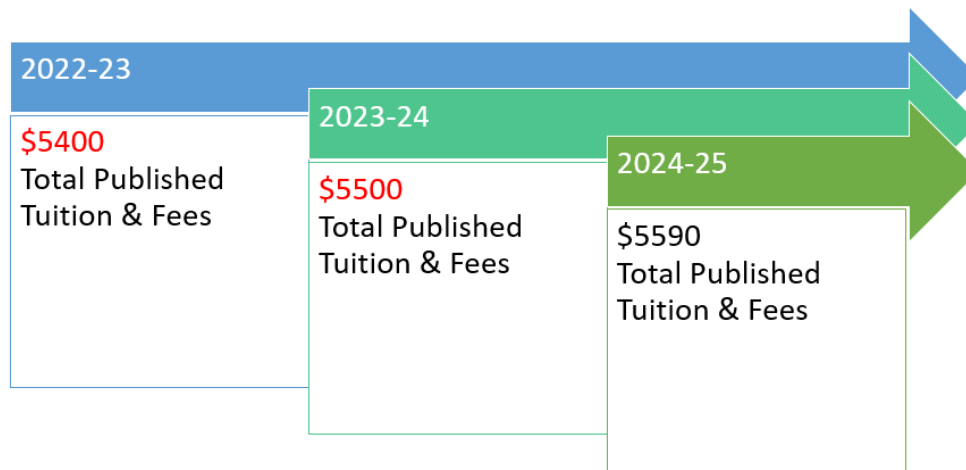 2022-23
$5400
Total Published
Tuition & Fees
2023-24
$5500
Total Published
Tuition & Fees
2024-25
$5590
Total Published
Tuition & Fees